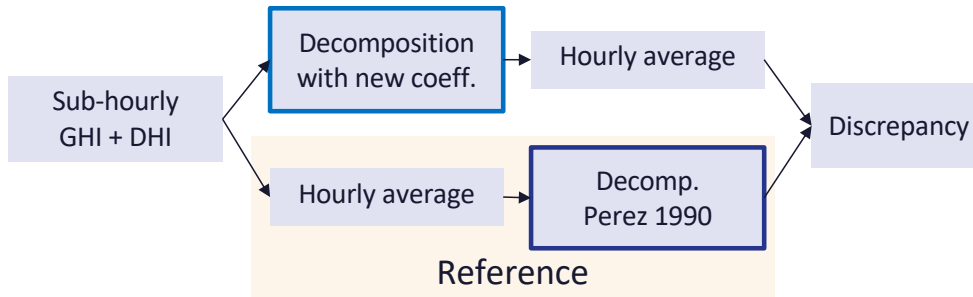 Sub-hourly
GHI + DHI
Decomposition
with new coeff.
Hourly average
Hourly average
Decomp.
Perez 1990
Reference
Discrepancy